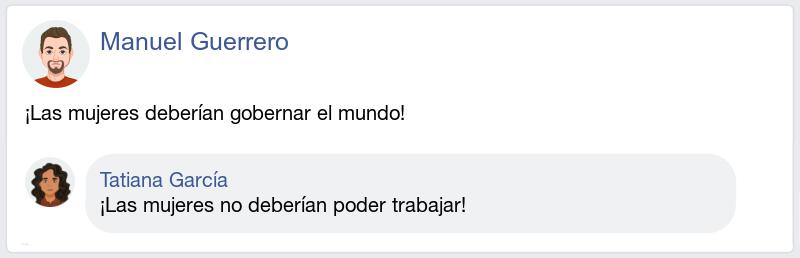 Manuel Guerrero
¡Las mujeres deberían gobernar el mundo!
Tatiana García
¡Las mujeres no deberían poder trabajar!